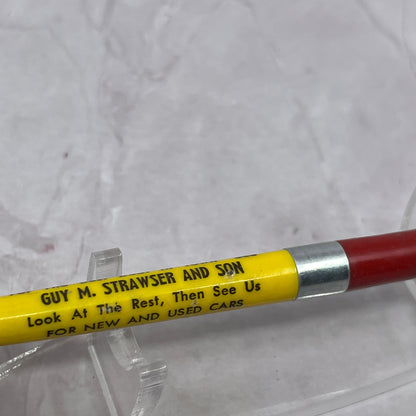 GUY M. STRAWSER AND SON
Look At The Rest, Then See Us
FOR NEW AND USED CARS